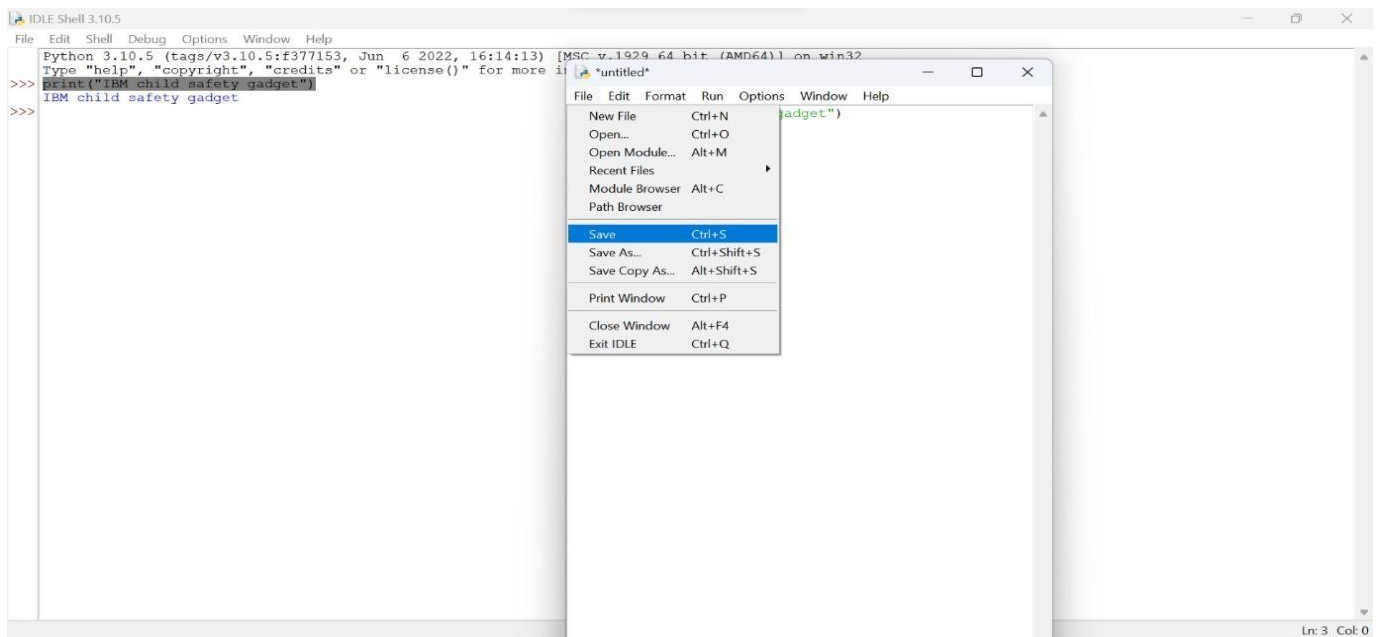 IDLE Shell 3.10.5
File Edit Shell Debug Options Window Help
Python 3.10.5 (tags/v3.10.5:f377153, Jun 6 2022, 16:14:13) [MSC v.1929 64 bit (AMD64)] on win32
Type "help", "copyright", "credits" or "license()" for more i
>>> print("IBM child safety gadget")
IBM child safety gadget
>>>
*untitled*
File Edit Format Run Options Window Help
adget")
New File Ctrl+N
Open... Ctrl+O
Open Module... Alt+M
Recent Files
Module Browser Alt+C
Path Browser
Save Ctrl+S
Save As... Ctrl+Shift+S
Save Copy As... Alt+Shift+S
Print Window Ctrl+P
Close Window Alt+F4
Exit IDLE Ctrl+Q
Ln: 3 Col: 0